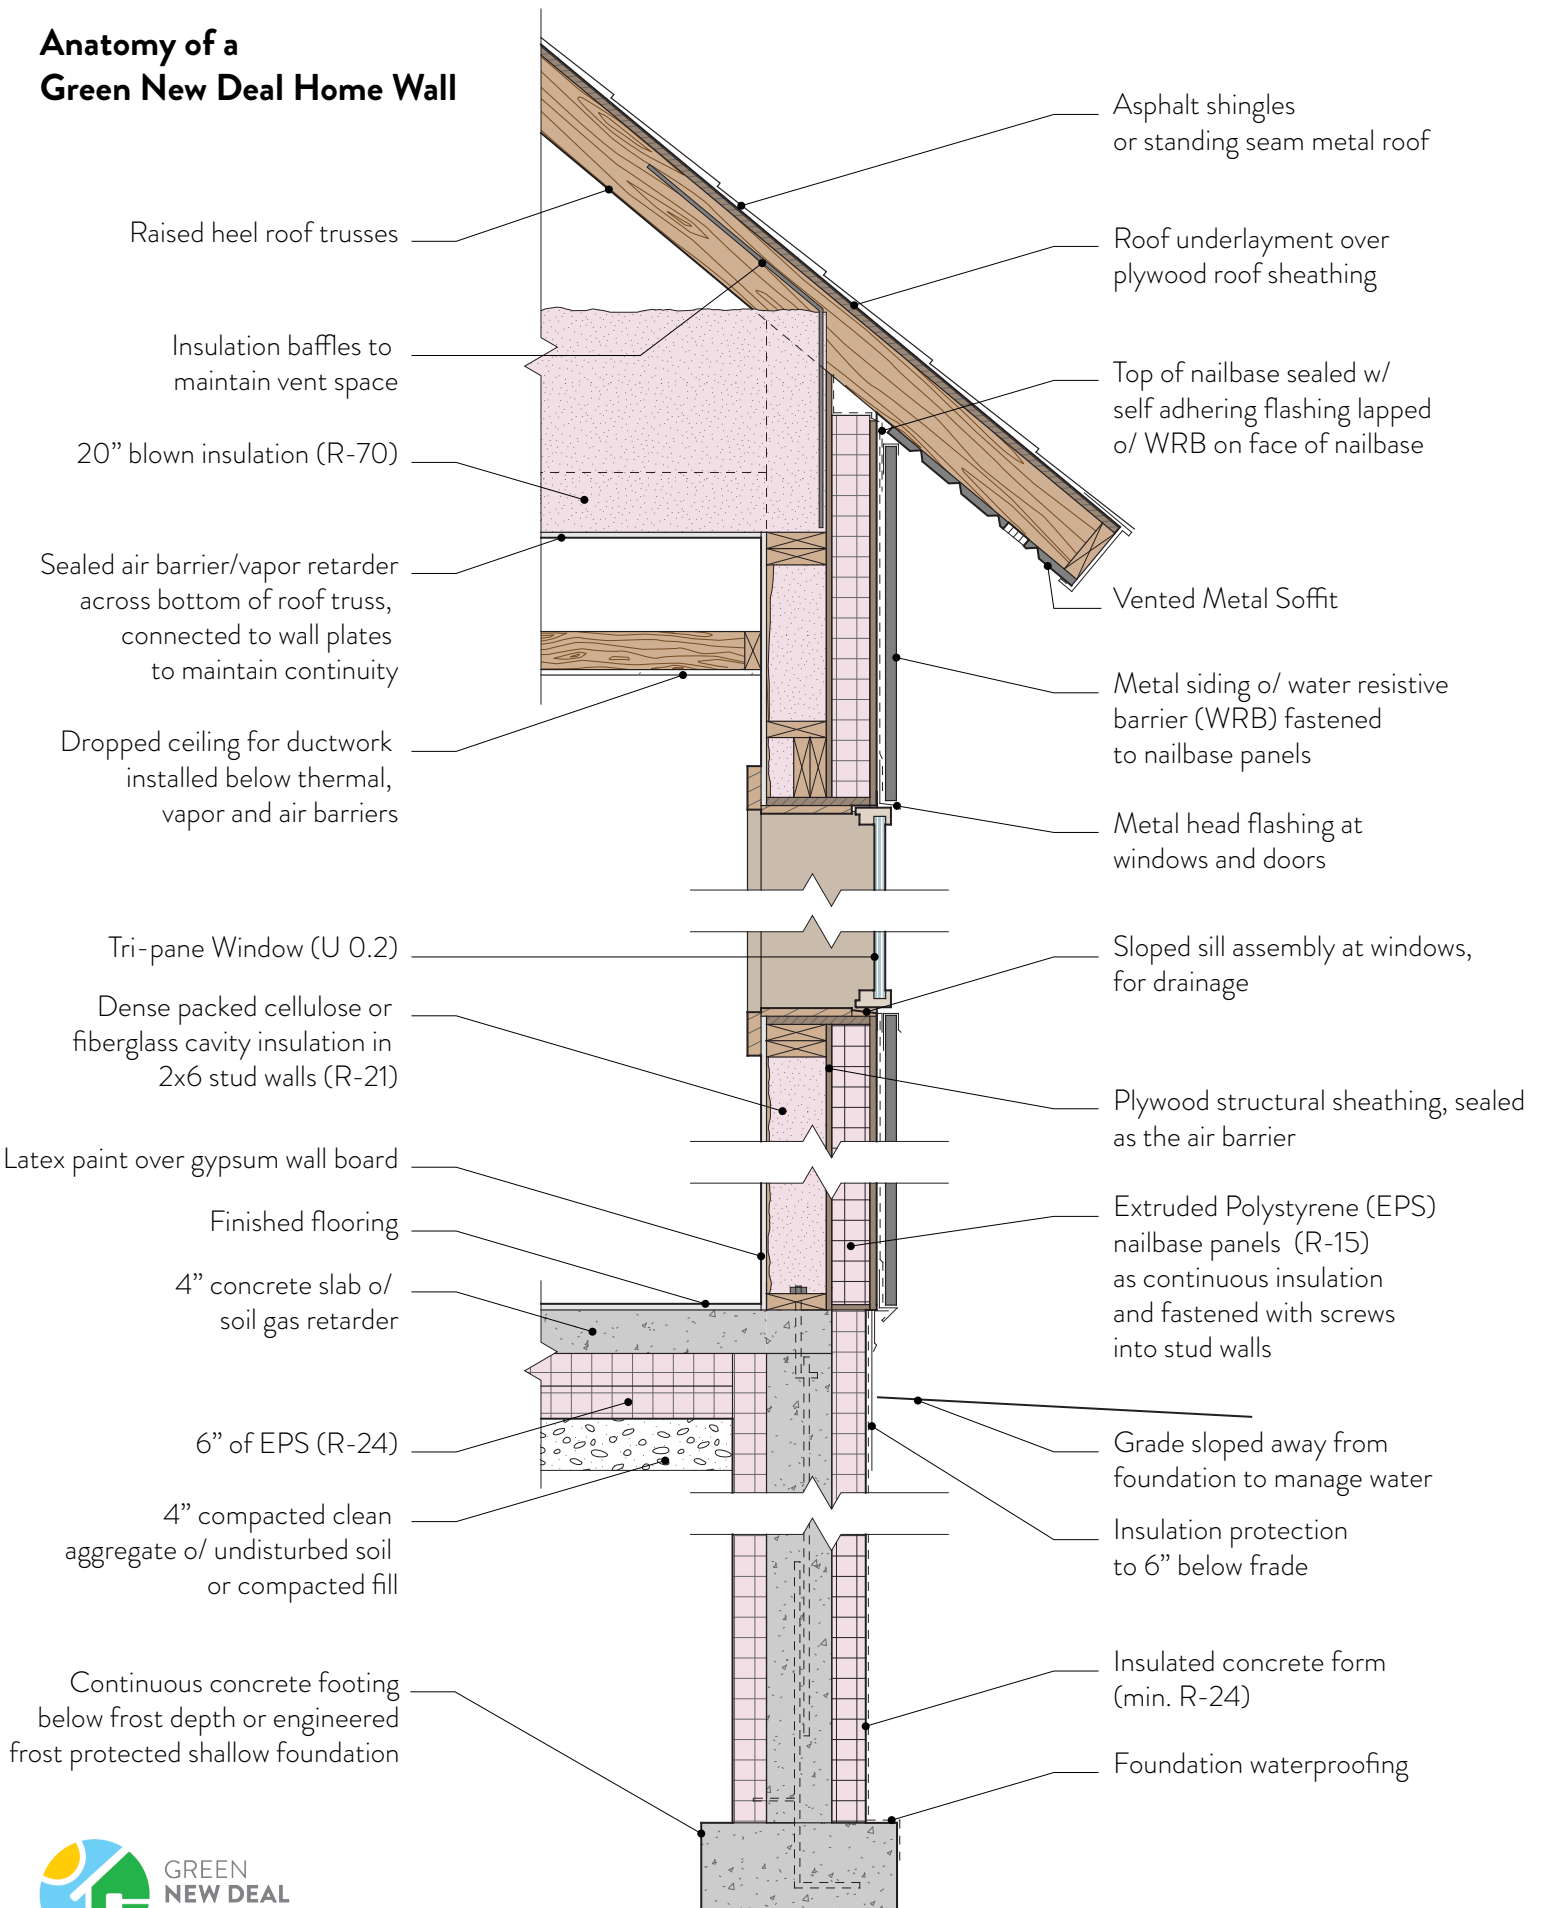 Anatomy of a
Green New Deal Home Wall
Raised heel roof trusses
Insulation baffles to
maintain vent space
20” blown insulation (R-70)
Sealed air barrier/vapor retarder
across bottom of roof truss,
connected to wall plates
to maintain continuity
Dropped ceiling for ductwork
installed below thermal,
vapor and air barriers
Tri-pane Window (U 0.2)
Dense packed cellulose or
fiberglass cavity insulation in
2x6 stud walls (R-21)
Latex paint over gypsum wall board
Finished flooring
4” concrete slab o/
soil gas retarder
6” of EPS (R-24)
4” compacted clean
aggregate o/ undisturbed soil
or compacted fill
Continuous concrete footing
below frost depth or engineered
frost protected shallow foundation
Asphalt shingles
or standing seam metal roof
Roof underlayment over
plywood roof sheathing
Top of nailbase sealed w/
self adhering flashing lapped
o/ WRB on face of nailbase
Vented Metal Soffit
Metal siding o/ water resistive
barrier (WRB) fastened
to nailbase panels
Metal head flashing at
windows and doors
Sloped sill assembly at windows,
for drainage
Plywood structural sheathing, sealed
as the air barrier
Extruded Polystyrene (EPS)
nailbase panels (R-15)
as continuous insulation
and fastened with screws
into stud walls
Grade sloped away from
foundation to manage water
Insulation protection
to 6” below frade
Insulated concrete form
(min. R-24)
Foundation waterproofing
GREEN
NEW DEAL